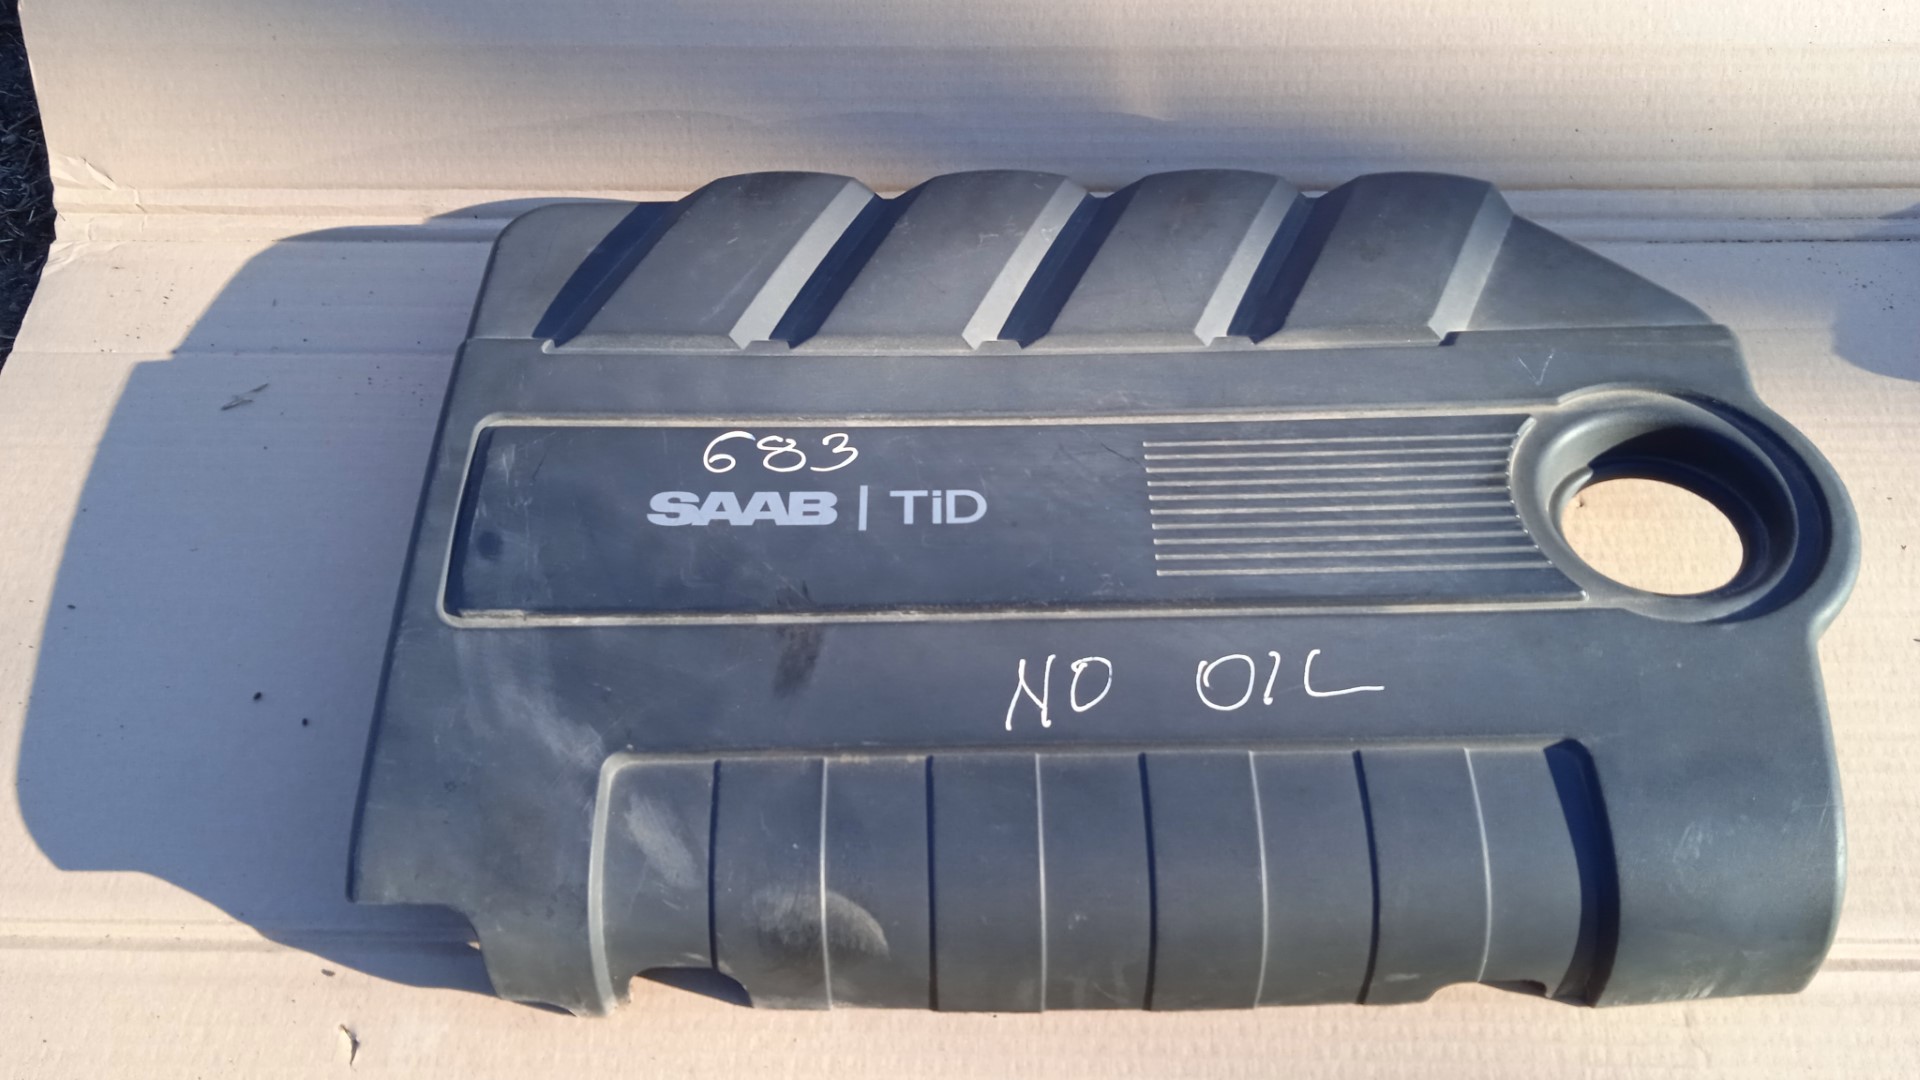 683
SAAB | TiD
NO OIL